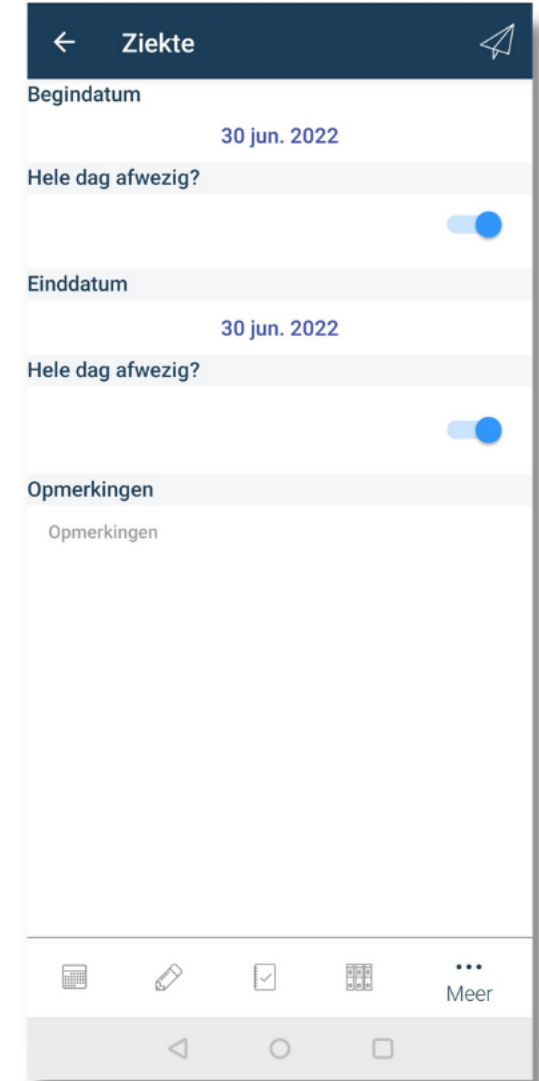 Ziekte
Begindatum
30 jun. 2022
Hele dag afwezig?
Einddatum
30 jun. 2022
Hele dag afwezig?
Opmerkingen
Opmerkingen
Meer